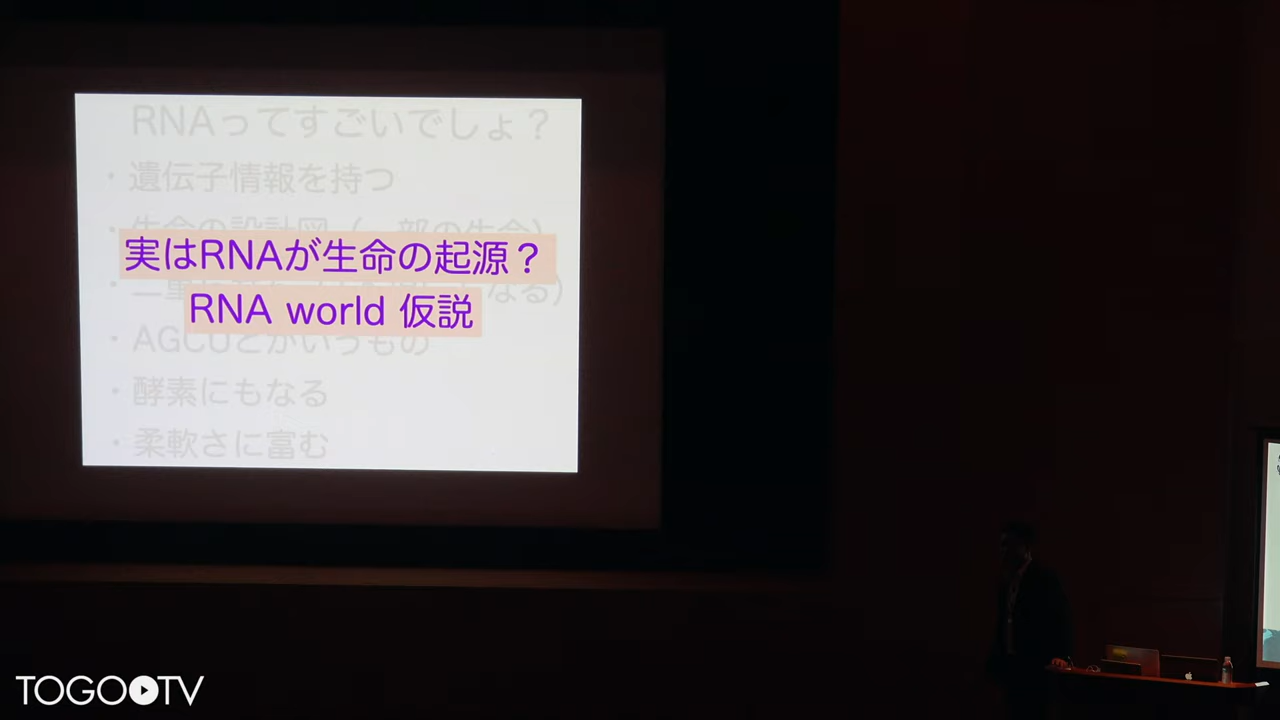 RNAってすごいでしょ？
・遺伝子情報を持つ
実はRNAが生命の起源？
RNA world 仮説
・AGCUとかいうもの
・酵素にもなる
・柔軟さに富む
TOGOTV